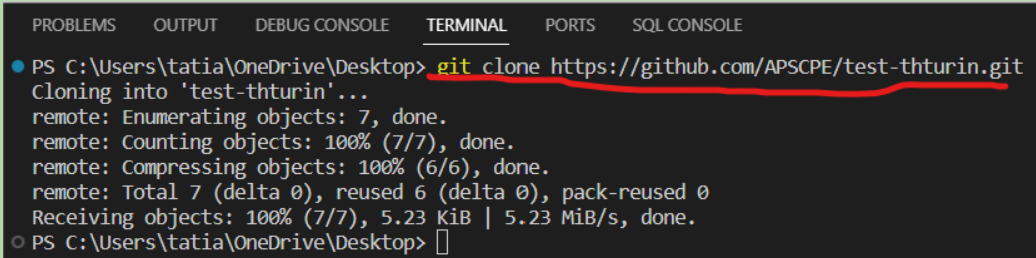 PROBLEMS OUTPUT DEBUG CONSOLE TERMINAL PORTS SQL CONSOLE
PS C:\Users\tatia\OneDrive\Desktop> git clone https://github.com/APSCPE/test-thturin.git
Cloning into 'test-thturin'...
remote: Enumerating objects: 7, done.
remote: Counting objects: 100% (7/7), done.
remote: Compressing objects: 100% (6/6), done.
remote: Total 7 (delta 0), reused 6 (delta 0), pack-reused 0
Receiving objects: 100% (7/7), 5.23 KiB | 5.23 MiB/s, done.
PS C:\Users\tatia\OneDrive\Desktop>